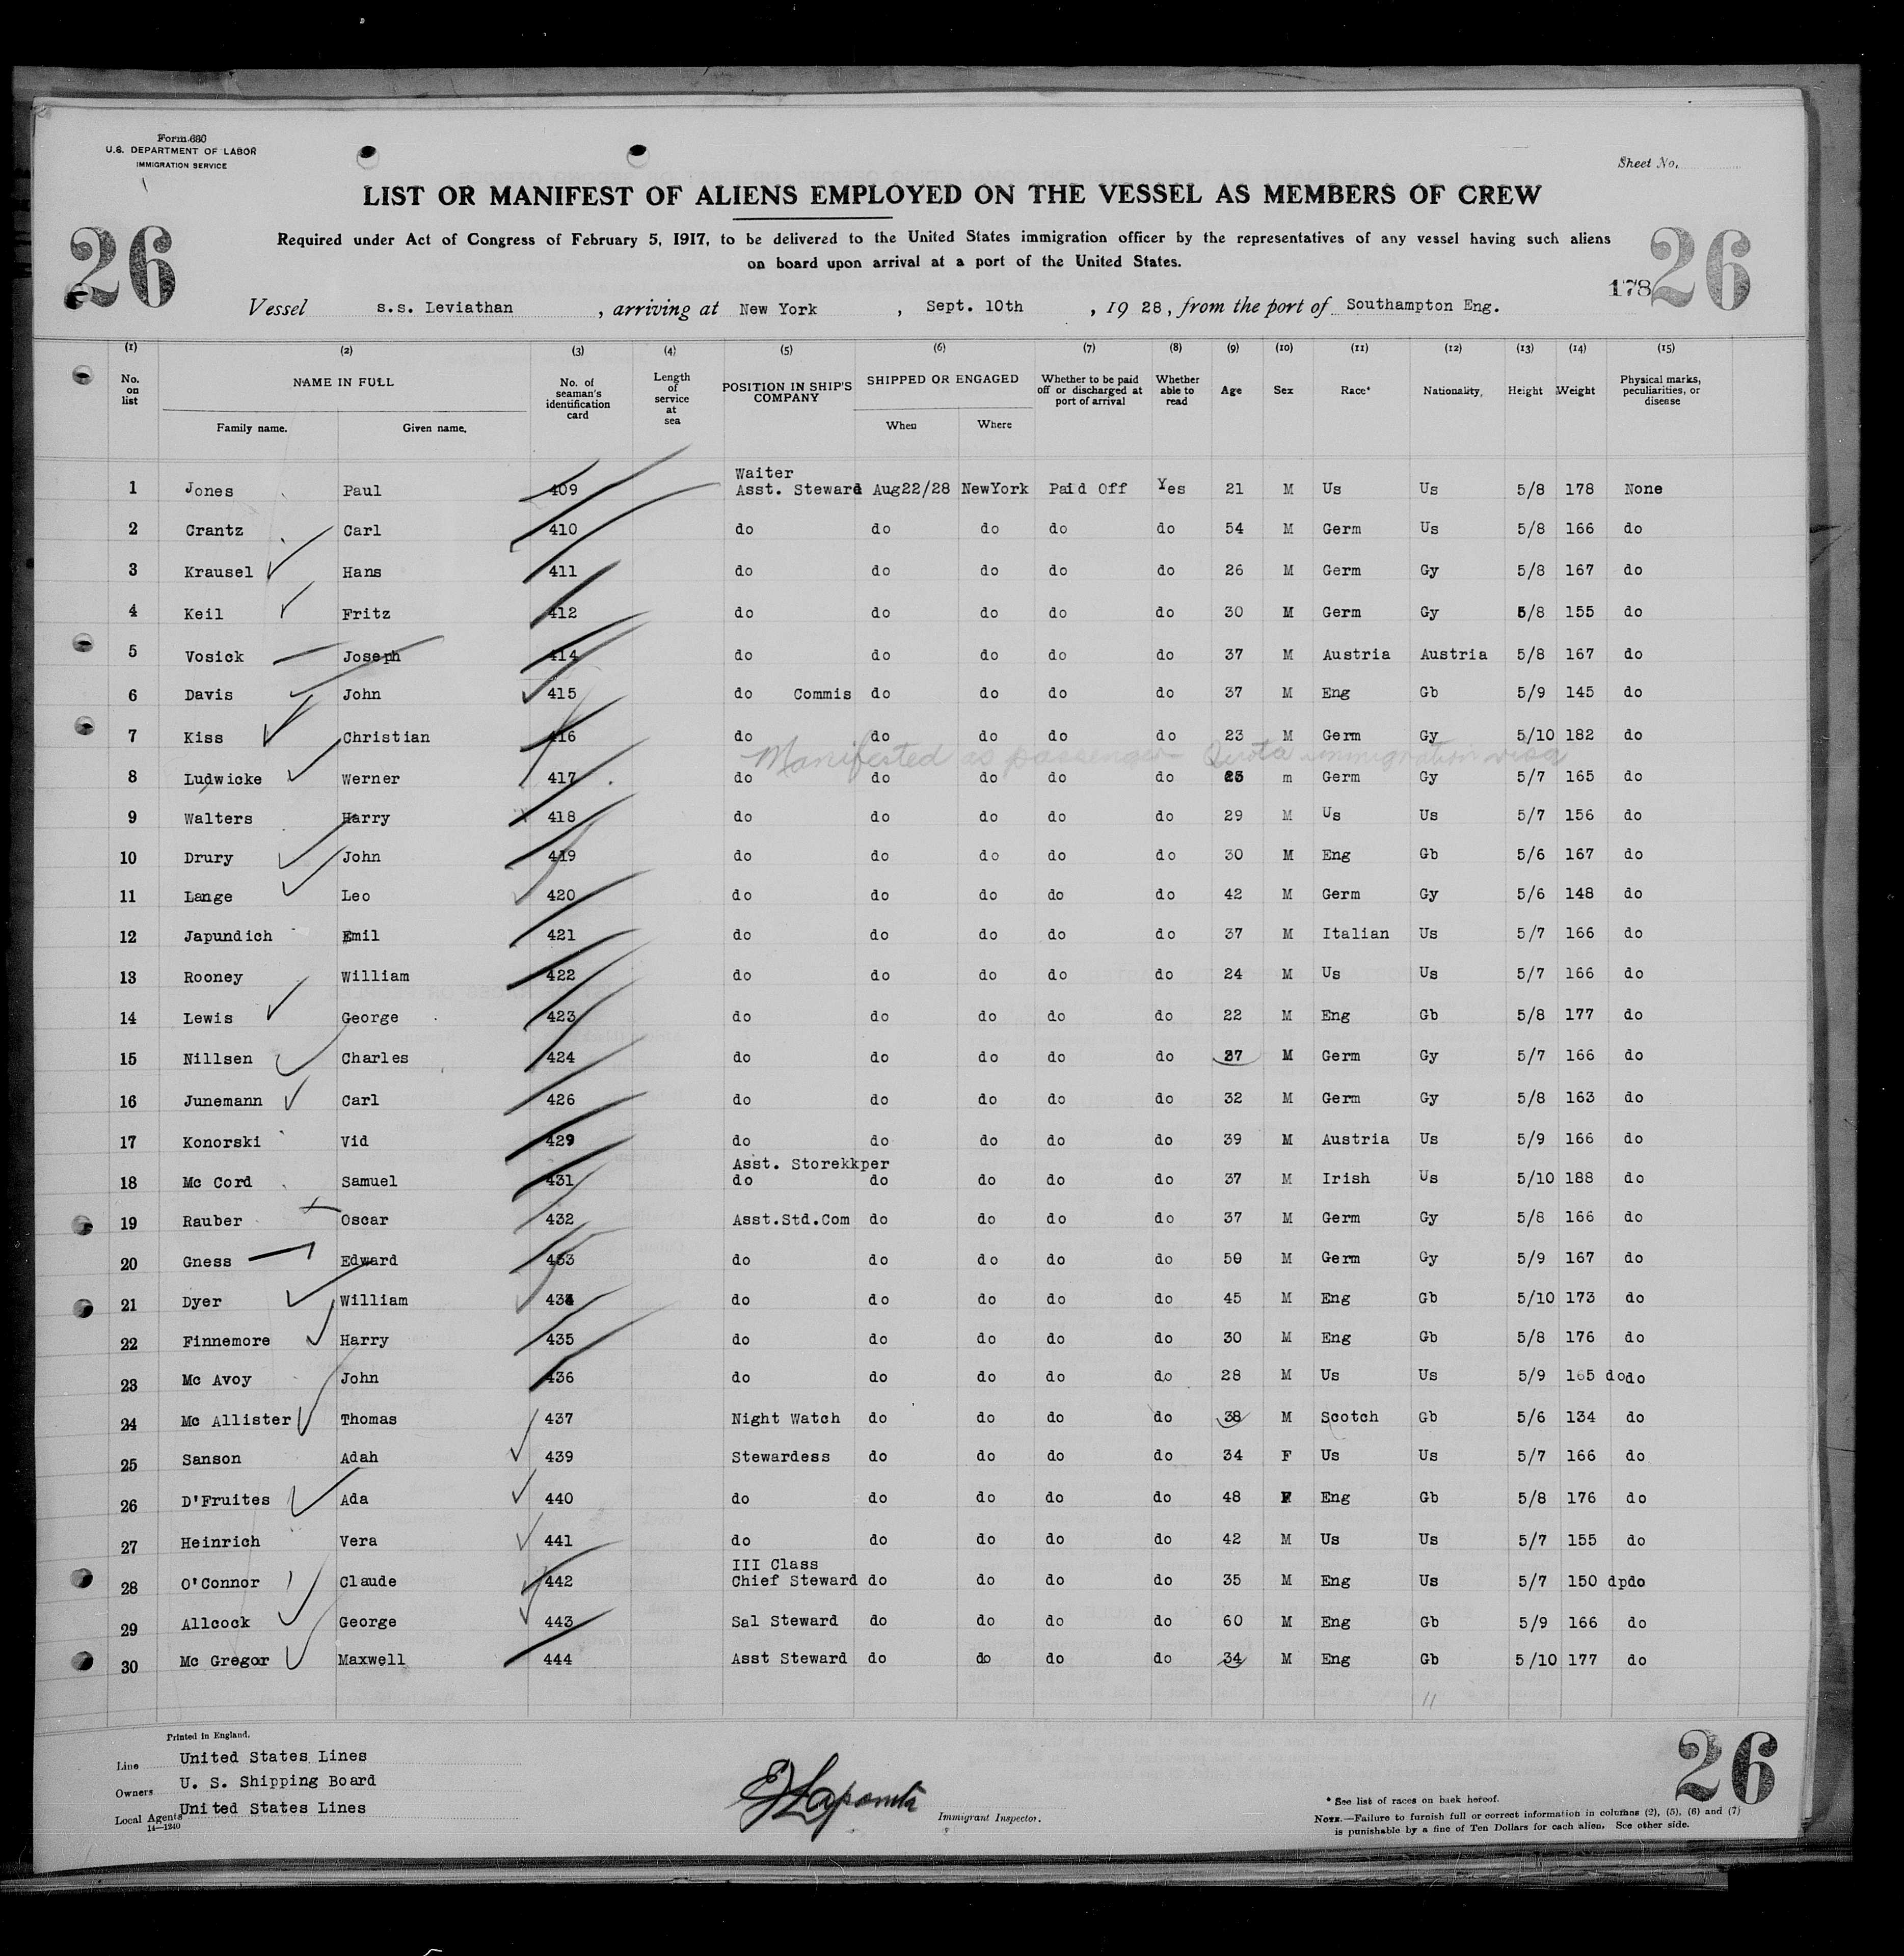 Form 680
U.S. DEPARTMENT OF LABOR
IMMIGRATION SERVICE
Sheet No.
LIST OR MANIFEST OF ALIENS EMPLOYED ON THE VESSEL AS MEMBERS OF CREW
26 26
Required under Act of Congress of February 5, 1917, to be delivered to the United States immigration officer by the representatives of any vessel having such aliens
on board upon arrival at a port of the United States.
178
Vessel s.s. Leviathan , arriving at New York , Sept. 10th , 19 28, from the port of Southampton Eng.
(1) (2) (3) (4) (5) (6) (7) (8) (9) (10) (11) (12) (13) (14) (15)
No. on list NAME IN FULL No. of seaman's identification card Length of service at sea POSITION IN SHIP'S COMPANY SHIPPED OR ENGAGED Whether to be paid off or discharged at port of arrival Whether able to read Age Sex Race* Nationality. Height Weight Physical marks, peculiarities, or disease
Family name. Given name. When Where
Waiter
1 Jones Paul 409 Asst. Steward Aug22/28 NewYork Paid Off Yes 21 M Us Us 5/8 178 None
2 Crantz Carl 410 do do do do do 54 M Germ Us 5/8 166 do
3 Krausel Hans 411 do do do do do 26 M Germ Gy 5/8 167 do
4 Keil Fritz 412 do do do do do 30 M Germ Gy 5/8 155 do
5 Vosick Joseph 414 do do do do do 37 M Austria Austria 5/8 167 do
6 Davis John 415 do Commis do do do do 37 M Eng Gb 5/9 145 do
7 Kiss Christian 416 do do do do do 23 M Germ Gy 5/10 182 do
Manifested as passenger - Quota immigration visa
8 Ludwicke Werner 417 do do do do do m Germ Gy 5/7 165 do
9 Walters Harry 418 do do do do do 29 M Us Us 5/7 156 do
10 Drury John 419 do do do do do 30 M Eng Gb 5/6 167 do
11 Lange Leo 420 do do do do do 42 M Germ Gy 5/6 148 do
12 Japundich Emil 421 do do do do do 37 M Italian Us 5/7 166 do
13 Rooney William 422 do do do do do 24 M Us Us 5/7 166 do
14 Lewis George 423 do do do do do 22 M Eng Gb 5/8 177 do
15 Nillsen Charles 424 do do do do do 37 M Germ Gy 5/7 166 do
16 Junemann Carl 426 do do do do do 32 M Germ Gy 5/8 163 do
17 Konorski Vid 429 do do do do do 39 M Austria Us 5/9 166 do
Asst. Storekkper
18 Mc Cord Samuel 431 do do do do do 37 M Irish Us 5/10 188 do
19 Rauber Oscar 432 Asst.Std.Com do do do do 37 M Germ Gy 5/8 166 do
20 Gness Edward 433 do do do do do 50 M Germ Gy 5/9 167 do
21 Dyer William 434 do do do do do 45 M Eng Gb 5/10 173 do
22 Finnemore Harry 435 do do do do do 30 M Eng Gb 5/8 176 do
23 Mc Avoy John 436 do do do do do 28 M Us Us 5/9 165 dodo
24 Mc Allister Thomas 437 Night Watch do do do do 38 M Scotch Gb 5/6 134 do
25 Sanson Adah 439 Stewardess do do do do 34 F Us Us 5/7 166 do
26 D'Fruites Ada 440 do do do do do 48 F Eng Gb 5/8 176 do
27 Heinrich Vera 441 do do do do do 42 M Us Us 5/7 155 do
III Class
28 O'Connor Claude 442 Chief Steward do do do do 35 M Eng Us 5/7 150 dpdo
29 Allcock George 443 Sal Steward do do do do 60 M Eng Gb 5/9 166 do
30 Mc Gregor Maxwell 444 Asst Steward do do do do 34 M Eng Gb 5/10 177 do
11
Printed in England.
Line United States Lines
Owners U. S. Shipping Board
Local Agents United States Lines
14—1240
Immigrant Inspector.
26
* See list of races on back hereof.
NOTE.—Failure to furnish full or correct information in columns (2), (5), (6) and (7)
is punishable by a fine of Ten Dollars for each alien. See other side.